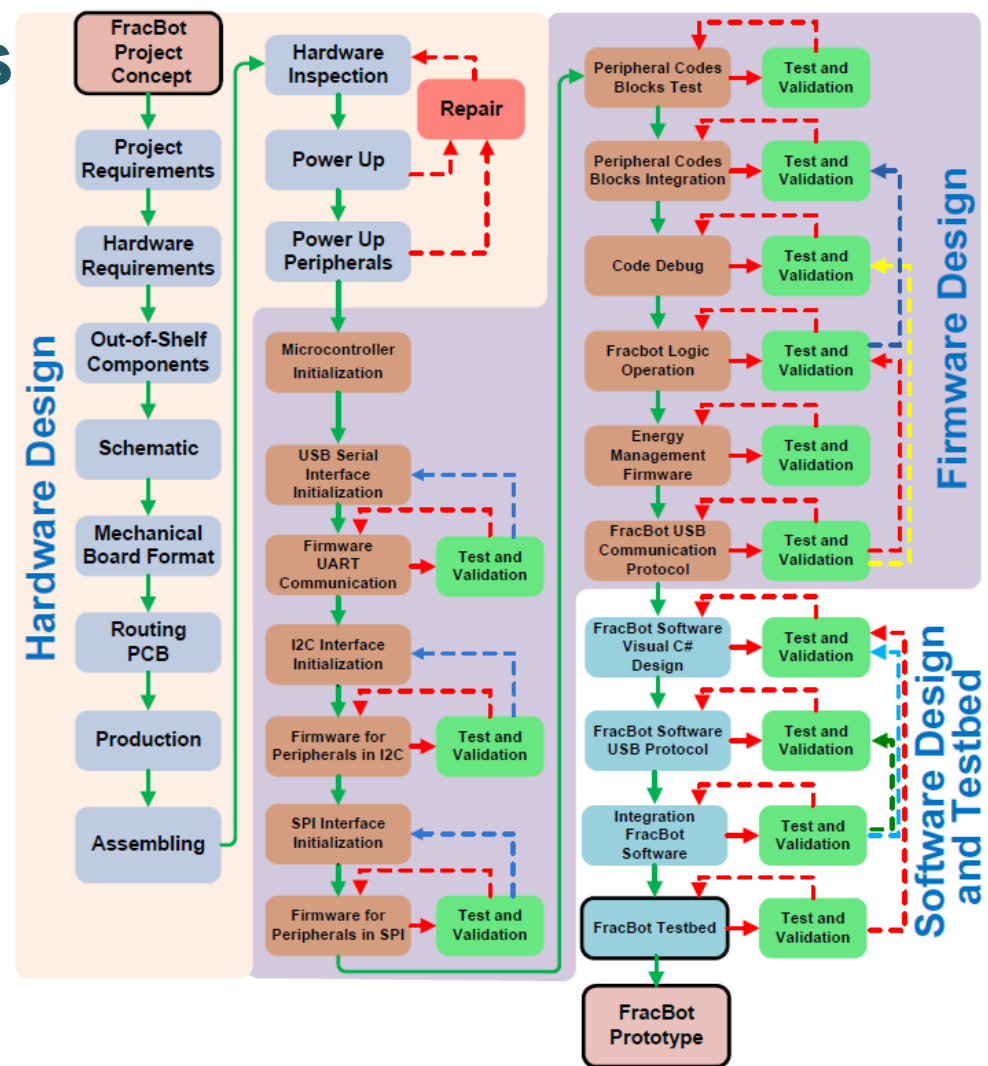 s
FracBot
Project
Concept
Project
Requirements
Hardware
Requirements
Out-of-Shelf
Components
Schematic
Mechanical
Board Format
Routing
PCB
Production
Assembling
Hardware Design
Hardware
Inspection
Repair
Power Up
Power Up
Peripherals
Microcontroller
Initialization
USB Serial
Interface
Initialization
Firmware
UART
Communication
Test and
Validation
I2C Interface
Initialization
Firmware for
Peripherals in I2C
Test and
Validation
SPI Interface
Initialization
Firmware for
Peripherals in SPI
Test and
Validation
Peripheral Codes
Blocks Test
Test and
Validation
Peripheral Codes
Blocks Integration
Test and
Validation
Code Debug
Test and
Validation
Fracbot Logic
Operation
Test and
Validation
Energy
Management
Firmware
Test and
Validation
FracBot USB
Communication
Protocol
Test and
Validation
Firmware Design
FracBot Software
Visual C#
Design
Test and
Validation
FracBot Software
USB Protocol
Test and
Validation
Integration
FracBot
Software
Test and
Validation
FracBot Testbed
Test and
Validation
Software Design
and Testbed
FracBot
Prototype